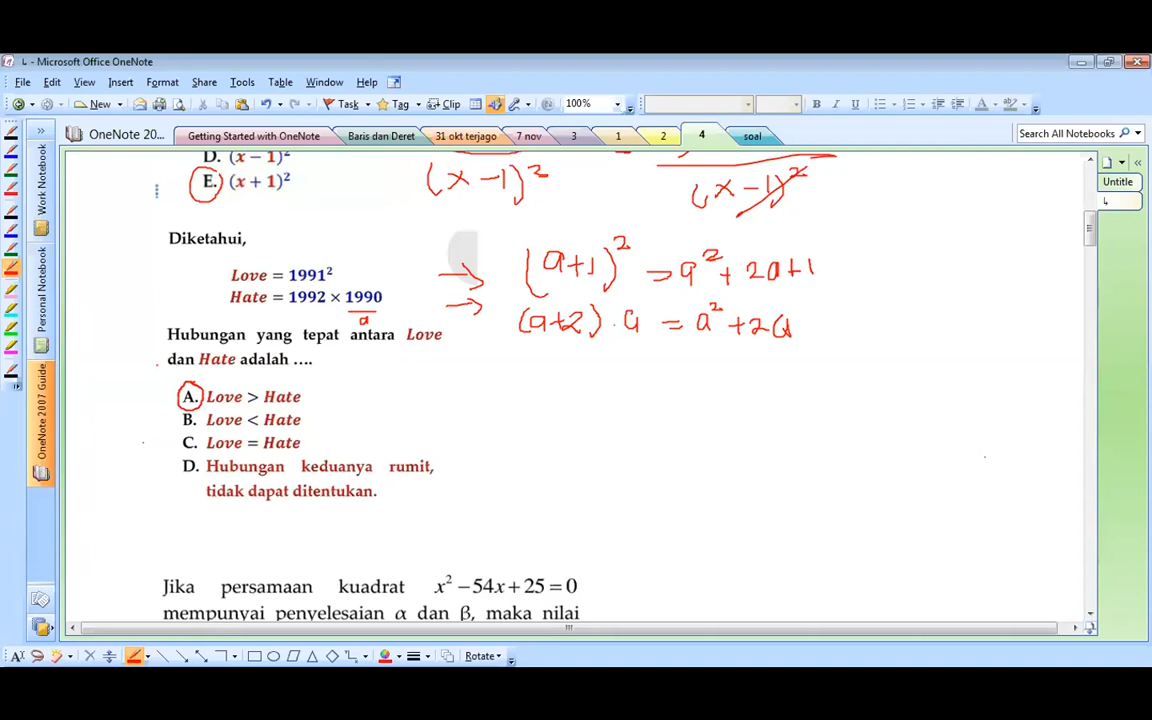 ↄ - Microsoft Office OneNote
File Edit View Insert Format Share Tools Table Window Help
New Task Tag Clip 100% B I U
OneNote 20... Getting Started with OneNote Baris dan Deret 31 okt terjago 7 nov 3 1 2 4 soal Search All Notebooks
Work Notebook
Personal Notebook
OneNote 2007 Guide
Untitle
D. (x − 1)²
E. (x + 1)²
(x − 1)²
(x − 1)²
Diketahui,
Love = 1991²
Hate = 1992 × 1990
a
→ (a+1)² = a² + 2a + 1
→ (a+2) . a = a² + 2a
Hubungan yang tepat antara Love
dan Hate adalah ....
A. Love > Hate
B. Love < Hate
C. Love = Hate
D. Hubungan keduanya rumit,
tidak dapat ditentukan.
Jika persamaan kuadrat x² − 54x + 25 = 0
mempunyai penyelesaian α dan β, maka nilai
Rotate